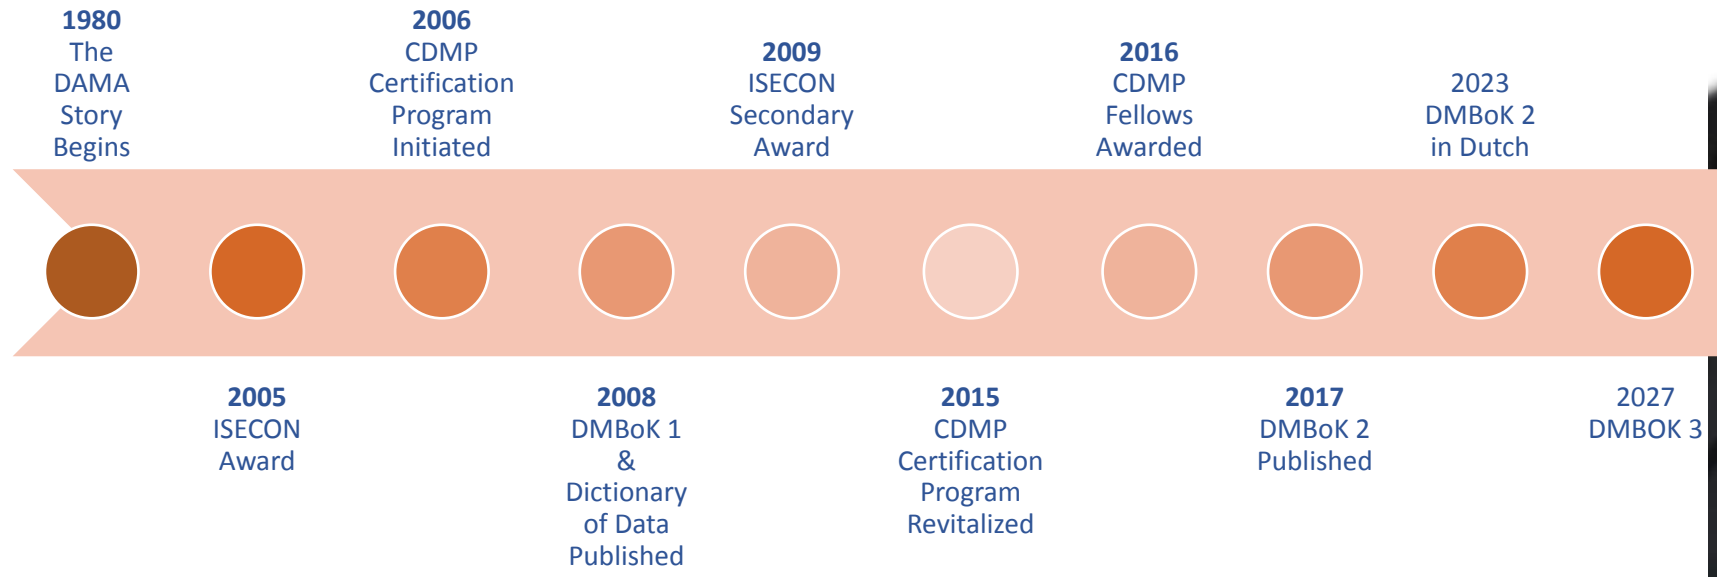 1980
The
DAMA
Story
Begins
2005
ISECON
Award
2006
CDMP
Certification
Program
Initiated
2008
DMBoK 1
&
Dictionary
of Data
Published
2009
ISECON
Secondary
Award
2015
CDMP
Certification
Program
Revitalized
2016
CDMP
Fellows
Awarded
2017
DMBoK 2
Published
2023
DMBoK 2
in Dutch
2027
DMBOK 3